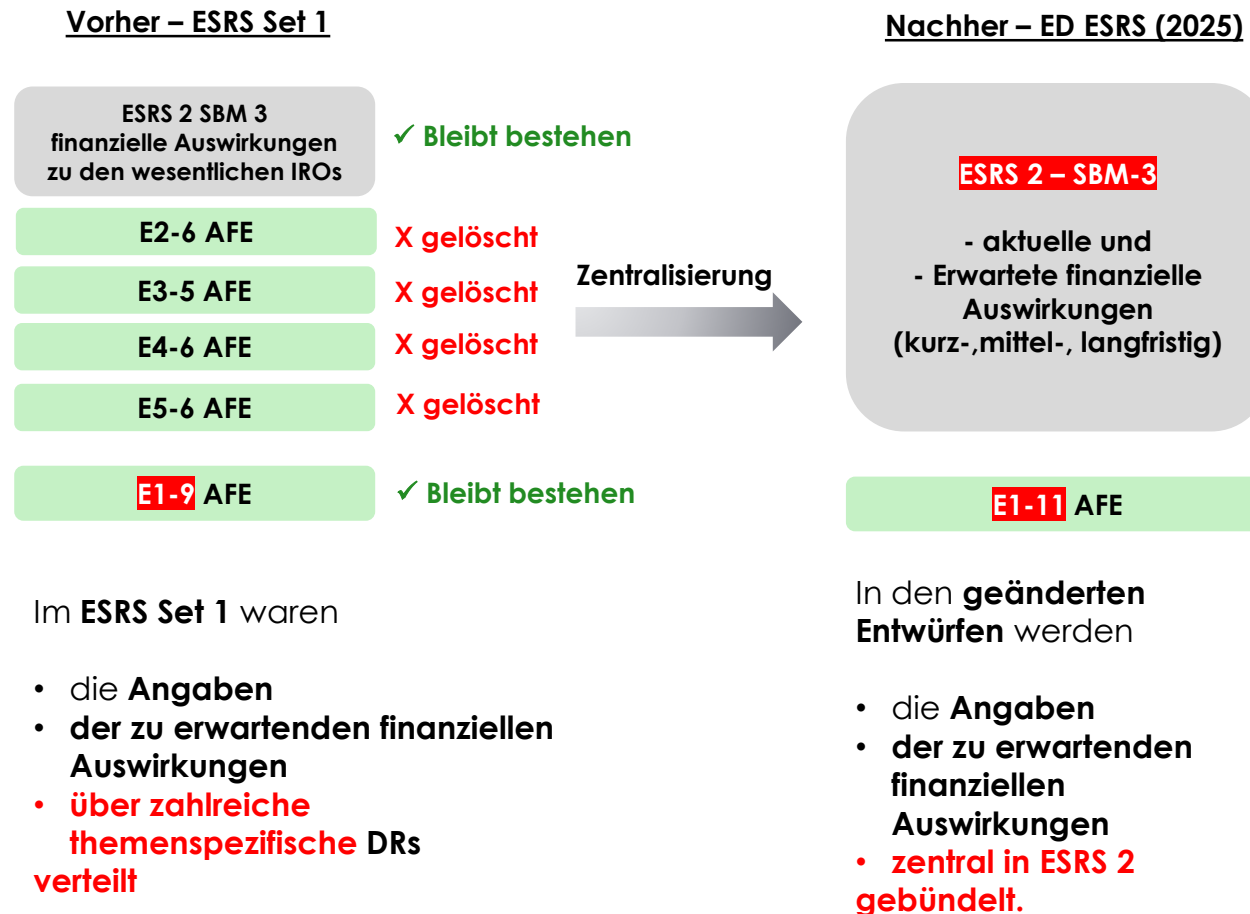 Vorher – ESRS Set 1
ESRS 2 SBM 3
finanzielle Auswirkungen
zu den wesentlichen IROs
✓ Bleibt bestehen
E2-6 AFE
X gelöscht
E3-5 AFE
X gelöscht
E4-6 AFE
X gelöscht
E5-6 AFE
X gelöscht
E1-9 AFE
✓ Bleibt bestehen
Im ESRS Set 1 waren
• die Angaben
• der zu erwartenden finanziellen
Auswirkungen
• über zahlreiche
themenspezifische DRs
verteilt
Zentralisierung
Nachher – ED ESRS (2025)
ESRS 2 – SBM-3
- aktuelle und
- Erwartete finanzielle
Auswirkungen
(kurz-,mittel-, langfristig)
E1-11 AFE
In den geänderten
Entwürfen werden
• die Angaben
• der zu erwartenden
finanziellen
Auswirkungen
• zentral in ESRS 2
gebündelt.